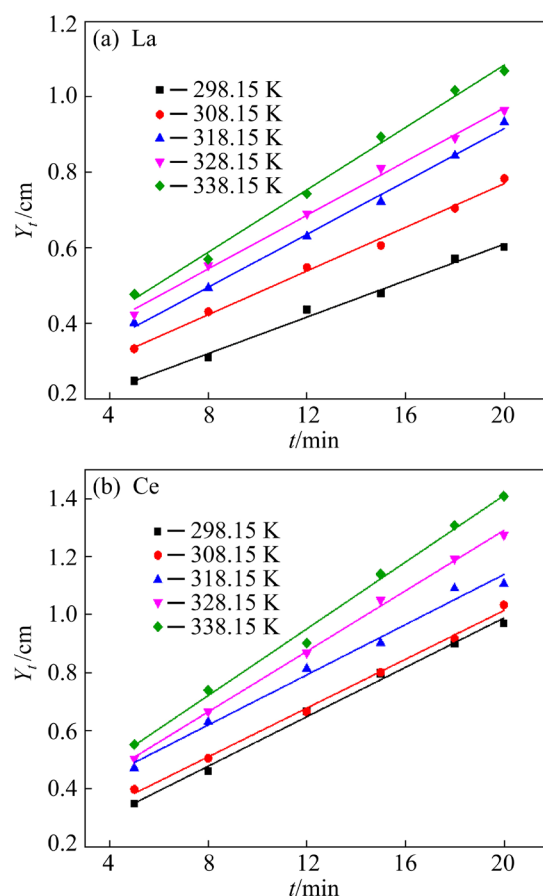 (a) La
298.15 K
308.15 K
318.15 K
328.15 K
338.15 K
1.2
1.0
0.8
0.6
0.4
0.2
Yt/cm
4 8 12 16 20
t/min
(b) Ce
298.15 K
308.15 K
318.15 K
328.15 K
338.15 K
1.4
1.2
1.0
0.8
0.6
0.4
0.2
Yt/cm
4 8 12 16 20
t/min